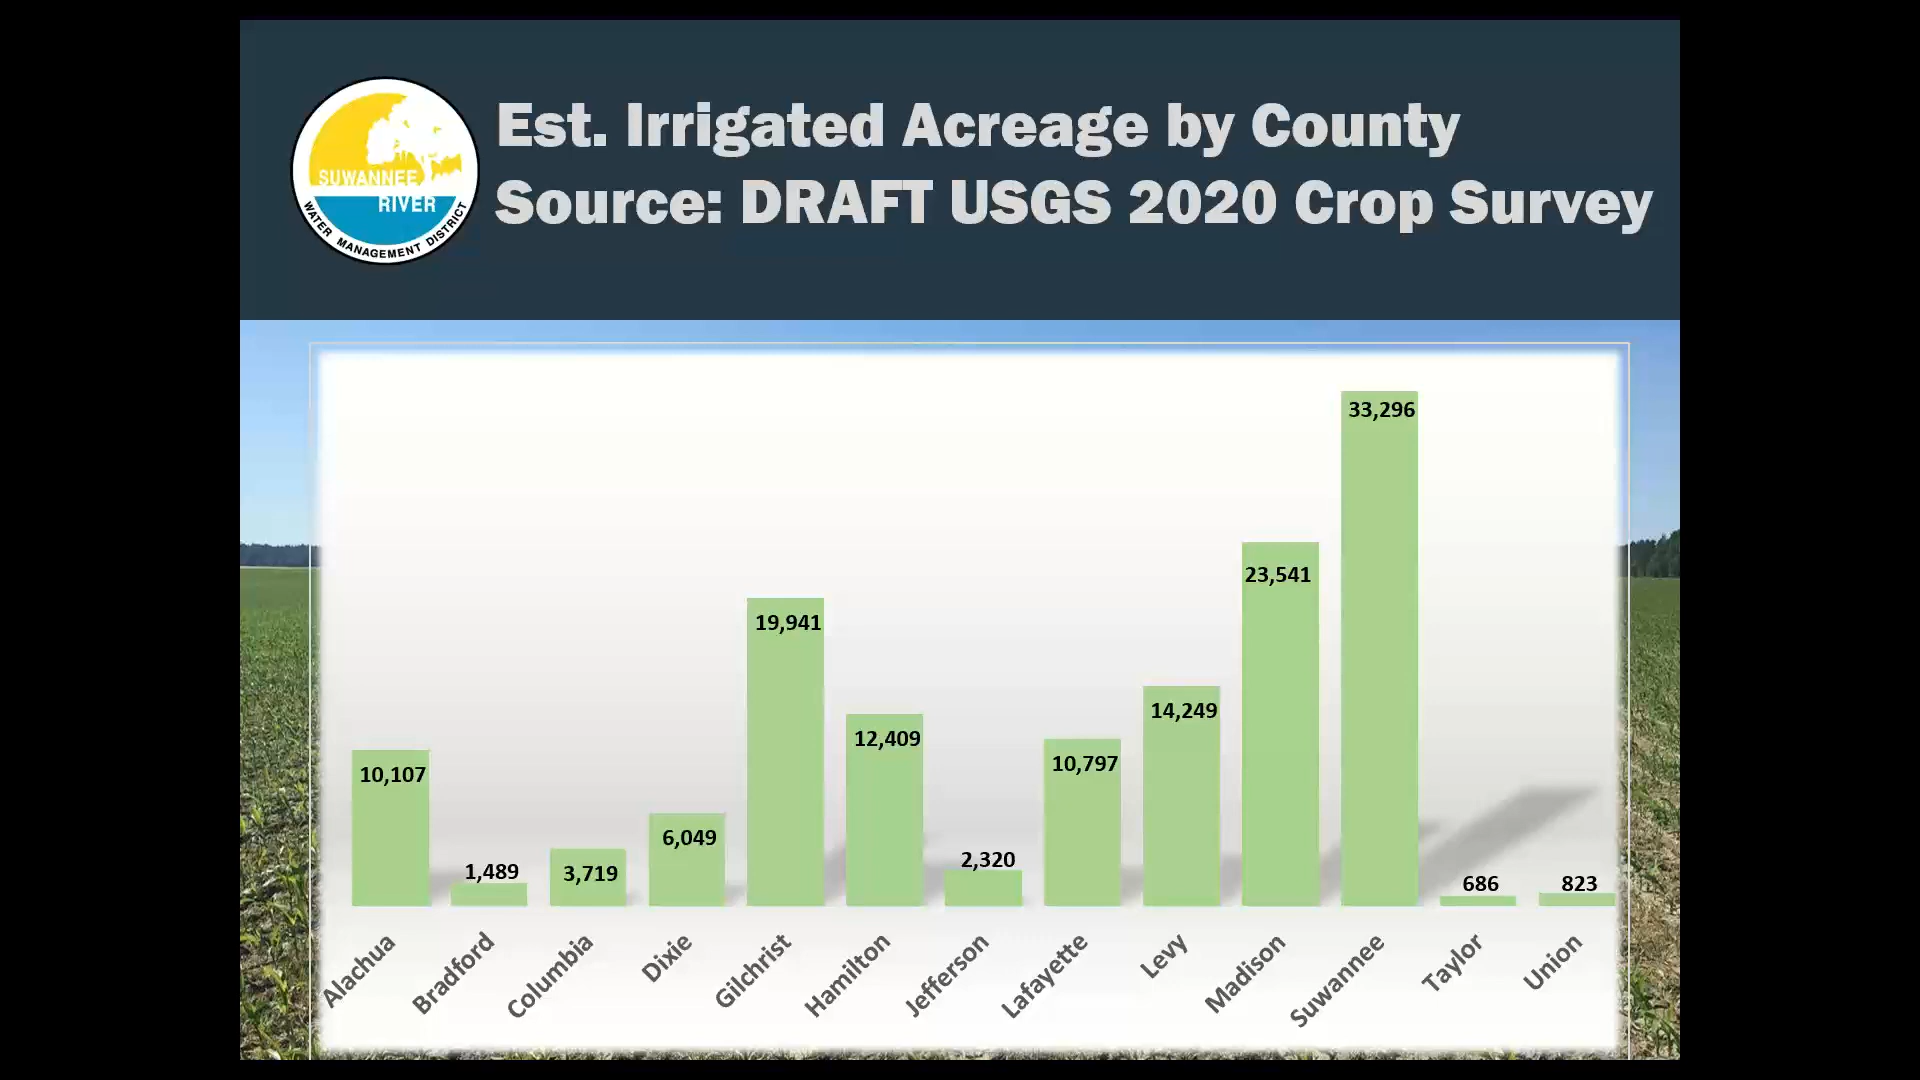 Est. Irrigated Acreage by County
Source: DRAFT USGS 2020 Crop Survey
SUWANNEE
RIVER
WATER MANAGEMENT DISTRICT
33,296
23,541
19,941
14,249
12,409
10,797
10,107
6,049
2,320
1,489
3,719
686
823
Alachua
Bradford
Columbia
Dixie
Gilchrist
Hamilton
Jefferson
Lafayette
Levy
Madison
Suwannee
Taylor
Union